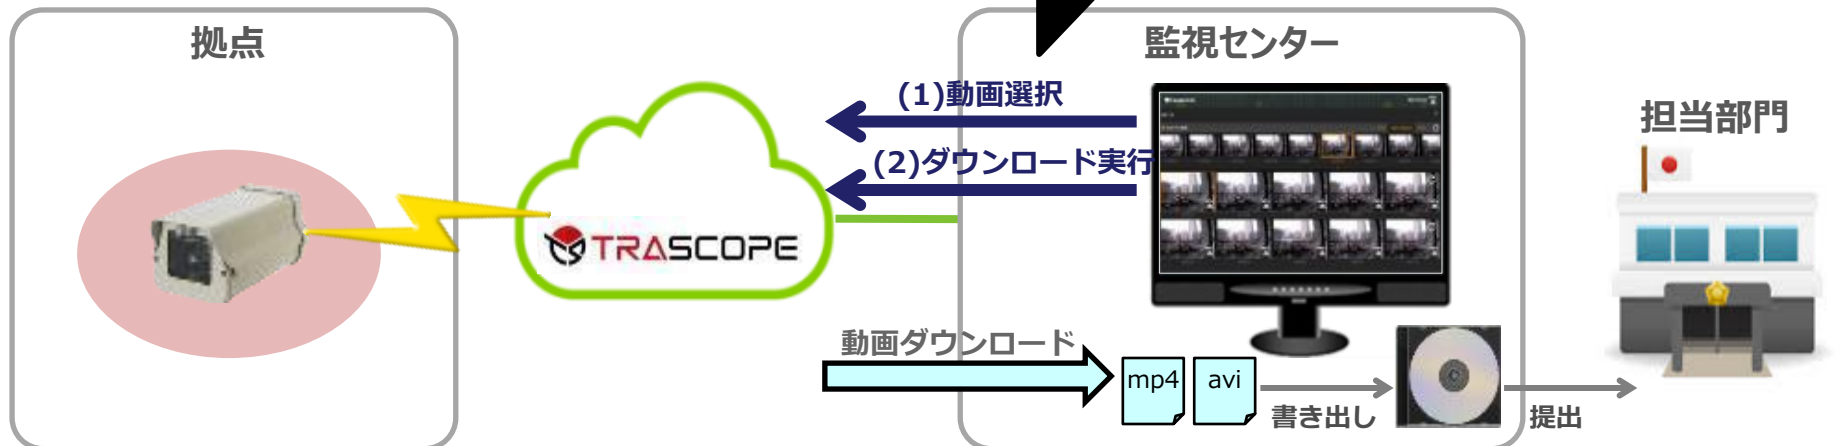 拠点
監視センター
(1)動画選択
担当部門
(2)ダウンロード実行
TRASCOPE
動画ダウンロード
mp4
avi
書き出し
提出